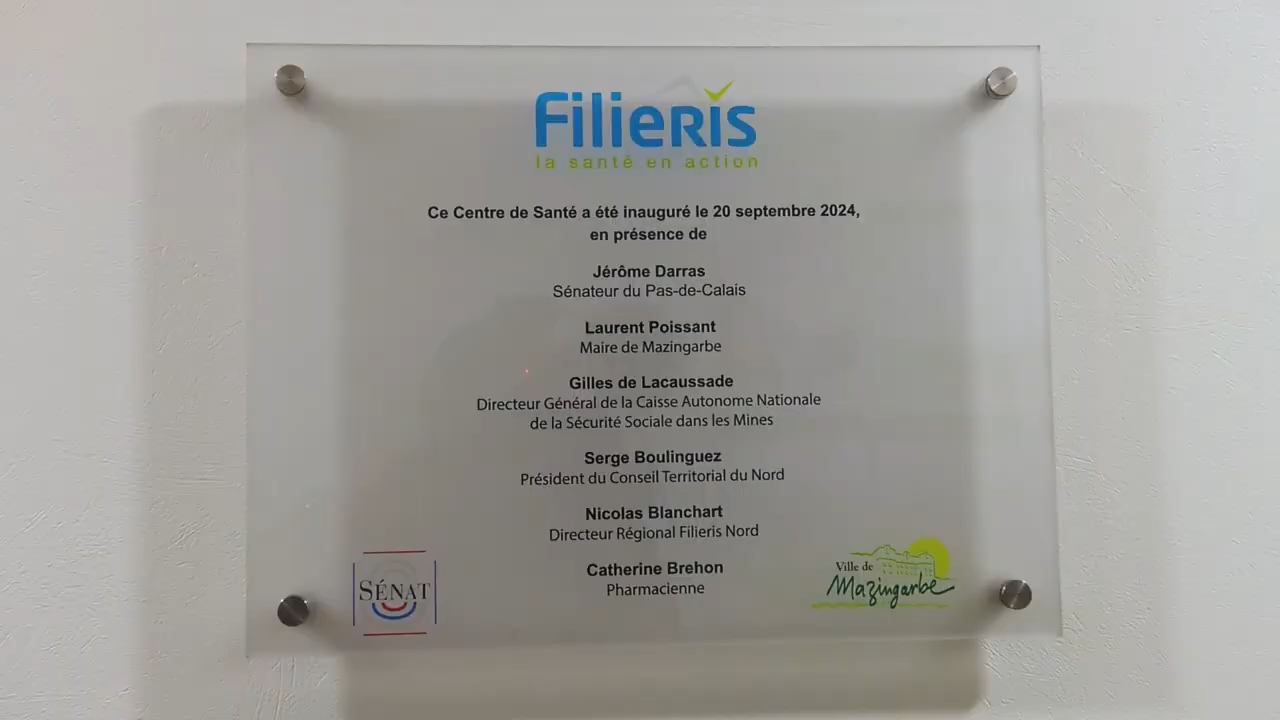 Filieris
la santé en action
Ce Centre de Santé a été inauguré le 20 septembre 2024,
en présence de
Jérôme Darras
Sénateur du Pas-de-Calais
Laurent Poissant
Maire de Mazingarbe
Gilles de Lacaussade
Directeur Général de la Caisse Autonome Nationale
de la Sécurité Sociale dans les Mines
Serge Boulinguez
Président du Conseil Territorial du Nord
Nicolas Blanchart
Directeur Régional Filieris Nord
Catherine Brehon
Pharmacienne
SÉNAT
Ville de
Mazingarbe